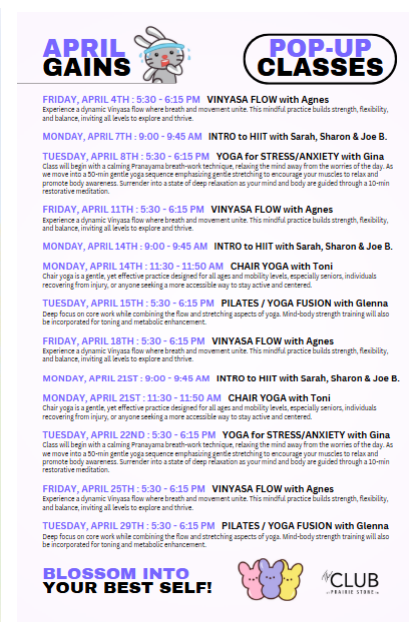 APRIL
GAINS
POP-UP
CLASSES
FRIDAY, APRIL 4TH : 5:30 - 6:15 PM VINYASA FLOW with Agnes
Experience a dynamic Vinyasa flow where breath and movement unite. This mindful practice builds strength, flexibility,
and balance, inviting all levels to explore and thrive.
MONDAY, APRIL 7TH : 9:00 - 9:45 AM INTRO to HIIT with Sarah, Sharon & Joe B.
TUESDAY, APRIL 8TH : 5:30 - 6:15 PM YOGA for STRESS/ANXIETY with Gina
Class will begin with a calming Pranayama breath-work technique, relaxing the mind away from the worries of the day. As
we move into a 50-min gentle yoga sequence emphasizing gentle stretching to encourage your muscles to relax and
promote body awareness. Surrender into a state of deep relaxation as your mind and body are guided through a 10-min
restorative meditation.
FRIDAY, APRIL 11TH : 5:30 - 6:15 PM VINYASA FLOW with Agnes
Experience a dynamic Vinyasa flow where breath and movement unite. This mindful practice builds strength, flexibility,
and balance, inviting all levels to explore and thrive.
MONDAY, APRIL 14TH : 9:00 - 9:45 AM INTRO to HIIT with Sarah, Sharon & Joe B.
MONDAY, APRIL 14TH : 11:30 - 11:50 AM CHAIR YOGA with Toni
Chair yoga is a gentle, yet effective practice designed for all ages and mobility levels, especially seniors, individuals
recovering from injury, or anyone seeking a more accessible way to stay active and centered.
TUESDAY, APRIL 15TH : 5:30 - 6:15 PM PILATES / YOGA FUSION with Glenna
Deep focus on core work while combining the flow and stretching aspects of yoga. Mind-body strength training will also
be incorporated for toning and metabolic enhancement.
FRIDAY, APRIL 18TH : 5:30 - 6:15 PM VINYASA FLOW with Agnes
Experience a dynamic Vinyasa flow where breath and movement unite. This mindful practice builds strength, flexibility,
and balance, inviting all levels to explore and thrive.
MONDAY, APRIL 21ST : 9:00 - 9:45 AM INTRO to HIIT with Sarah, Sharon & Joe B.
MONDAY, APRIL 21ST : 11:30 - 11:50 AM CHAIR YOGA with Toni
Chair yoga is a gentle, yet effective practice designed for all ages and mobility levels, especially seniors, individuals
recovering from injury, or anyone seeking a more accessible way to stay active and centered.
TUESDAY, APRIL 22ND : 5:30 - 6:15 PM YOGA for STRESS/ANXIETY with Gina
Class will begin with a calming Pranayama breath-work technique, relaxing the mind away from the worries of the day. As
we move into a 50-min gentle yoga sequence emphasizing gentle stretching to encourage your muscles to relax and
promote body awareness. Surrender into a state of deep relaxation as your mind and body are guided through a 10-min
restorative meditation.
FRIDAY, APRIL 25TH : 5:30 - 6:15 PM VINYASA FLOW with Agnes
Experience a dynamic Vinyasa flow where breath and movement unite. This mindful practice builds strength, flexibility,
and balance, inviting all levels to explore and thrive.
TUESDAY, APRIL 29TH : 5:30 - 6:15 PM PILATES / YOGA FUSION with Glenna
Deep focus on core work while combining the flow and stretching aspects of yoga. Mind-body strength training will also
be incorporated for toning and metabolic enhancement.
BLOSSOM INTO
YOUR BEST SELF!
the CLUB
AT PRAIRIE STONE